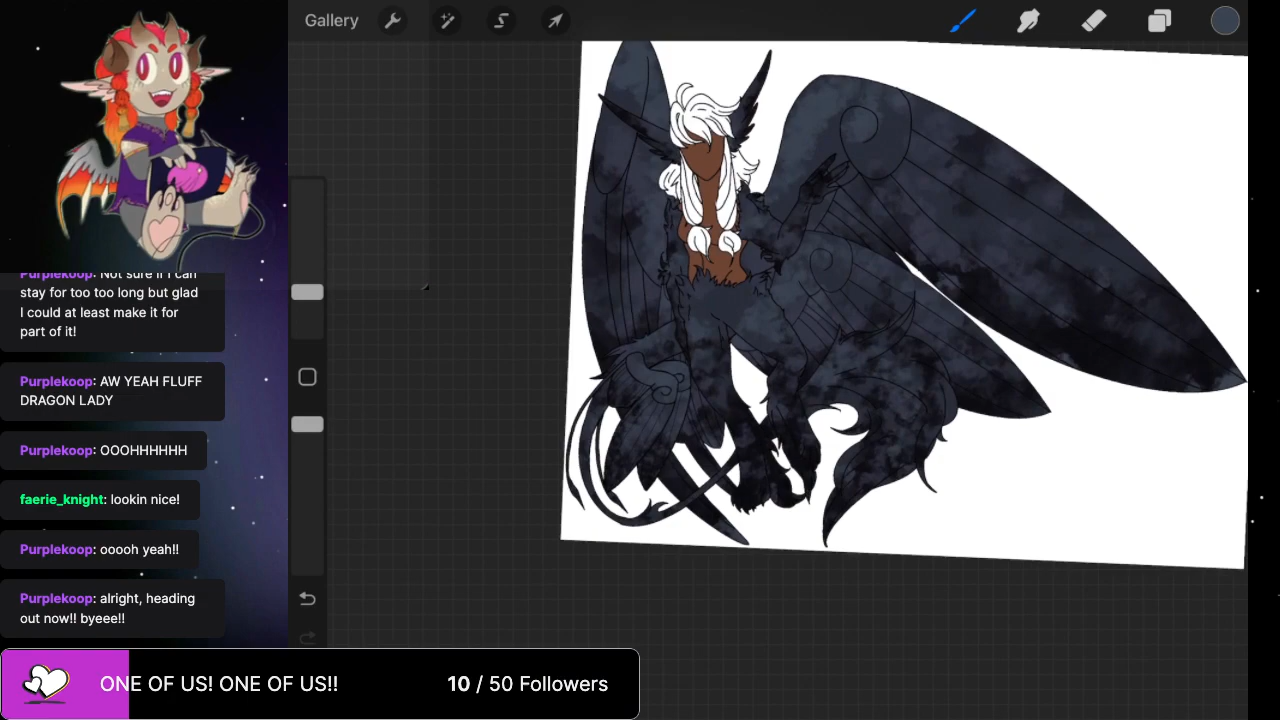 Gallery
Purplekoop: Not sure if I can
stay for too too long but glad
I could at least make it for
part of it!
Purplekoop: AW YEAH FLUFF
DRAGON LADY
Purplekoop: OOOHHHHHH
faerie_knight: lookin nice!
Purplekoop: ooooh yeah!!
Purplekoop: alright, heading
out now!! byeee!!
ONE OF US! ONE OF US!! 10 / 50 Followers